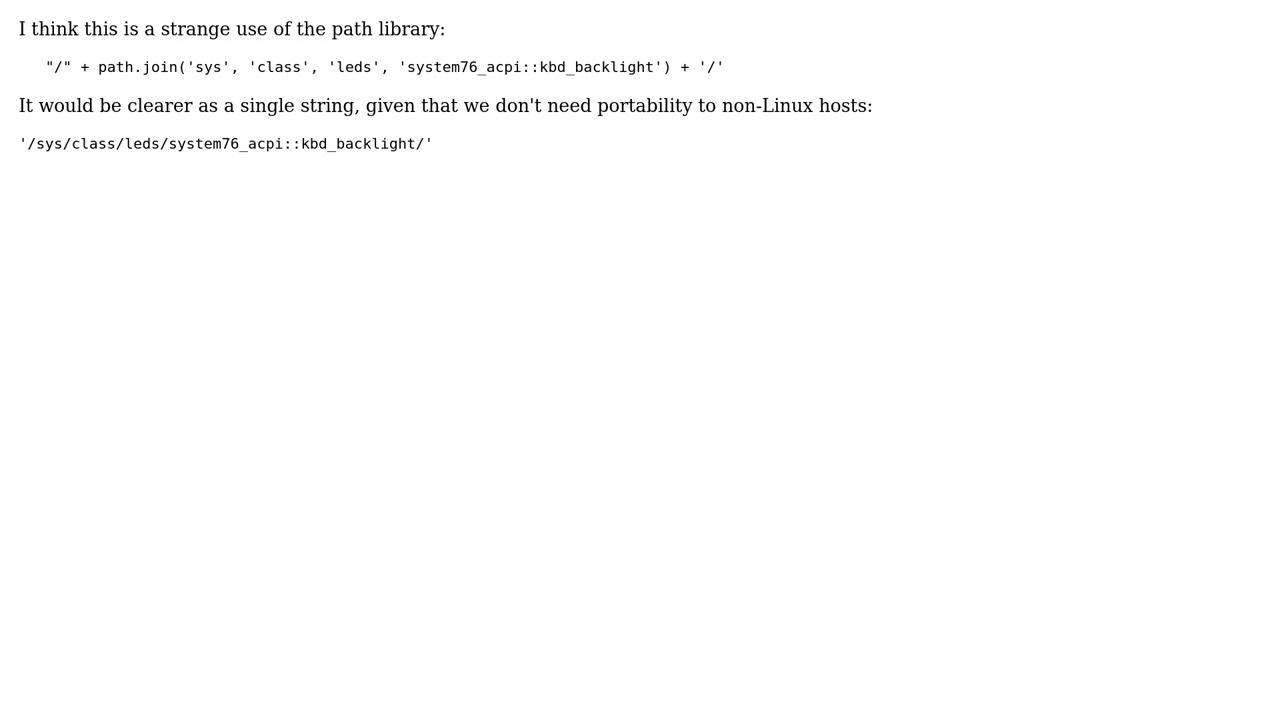 I think this is a strange use of the path library:
"/" + path.join('sys', 'class', 'leds', 'system76_acpi::kbd_backlight') + '/'
It would be clearer as a single string, given that we don't need portability to non-Linux hosts:
'/sys/class/leds/system76_acpi::kbd_backlight/'